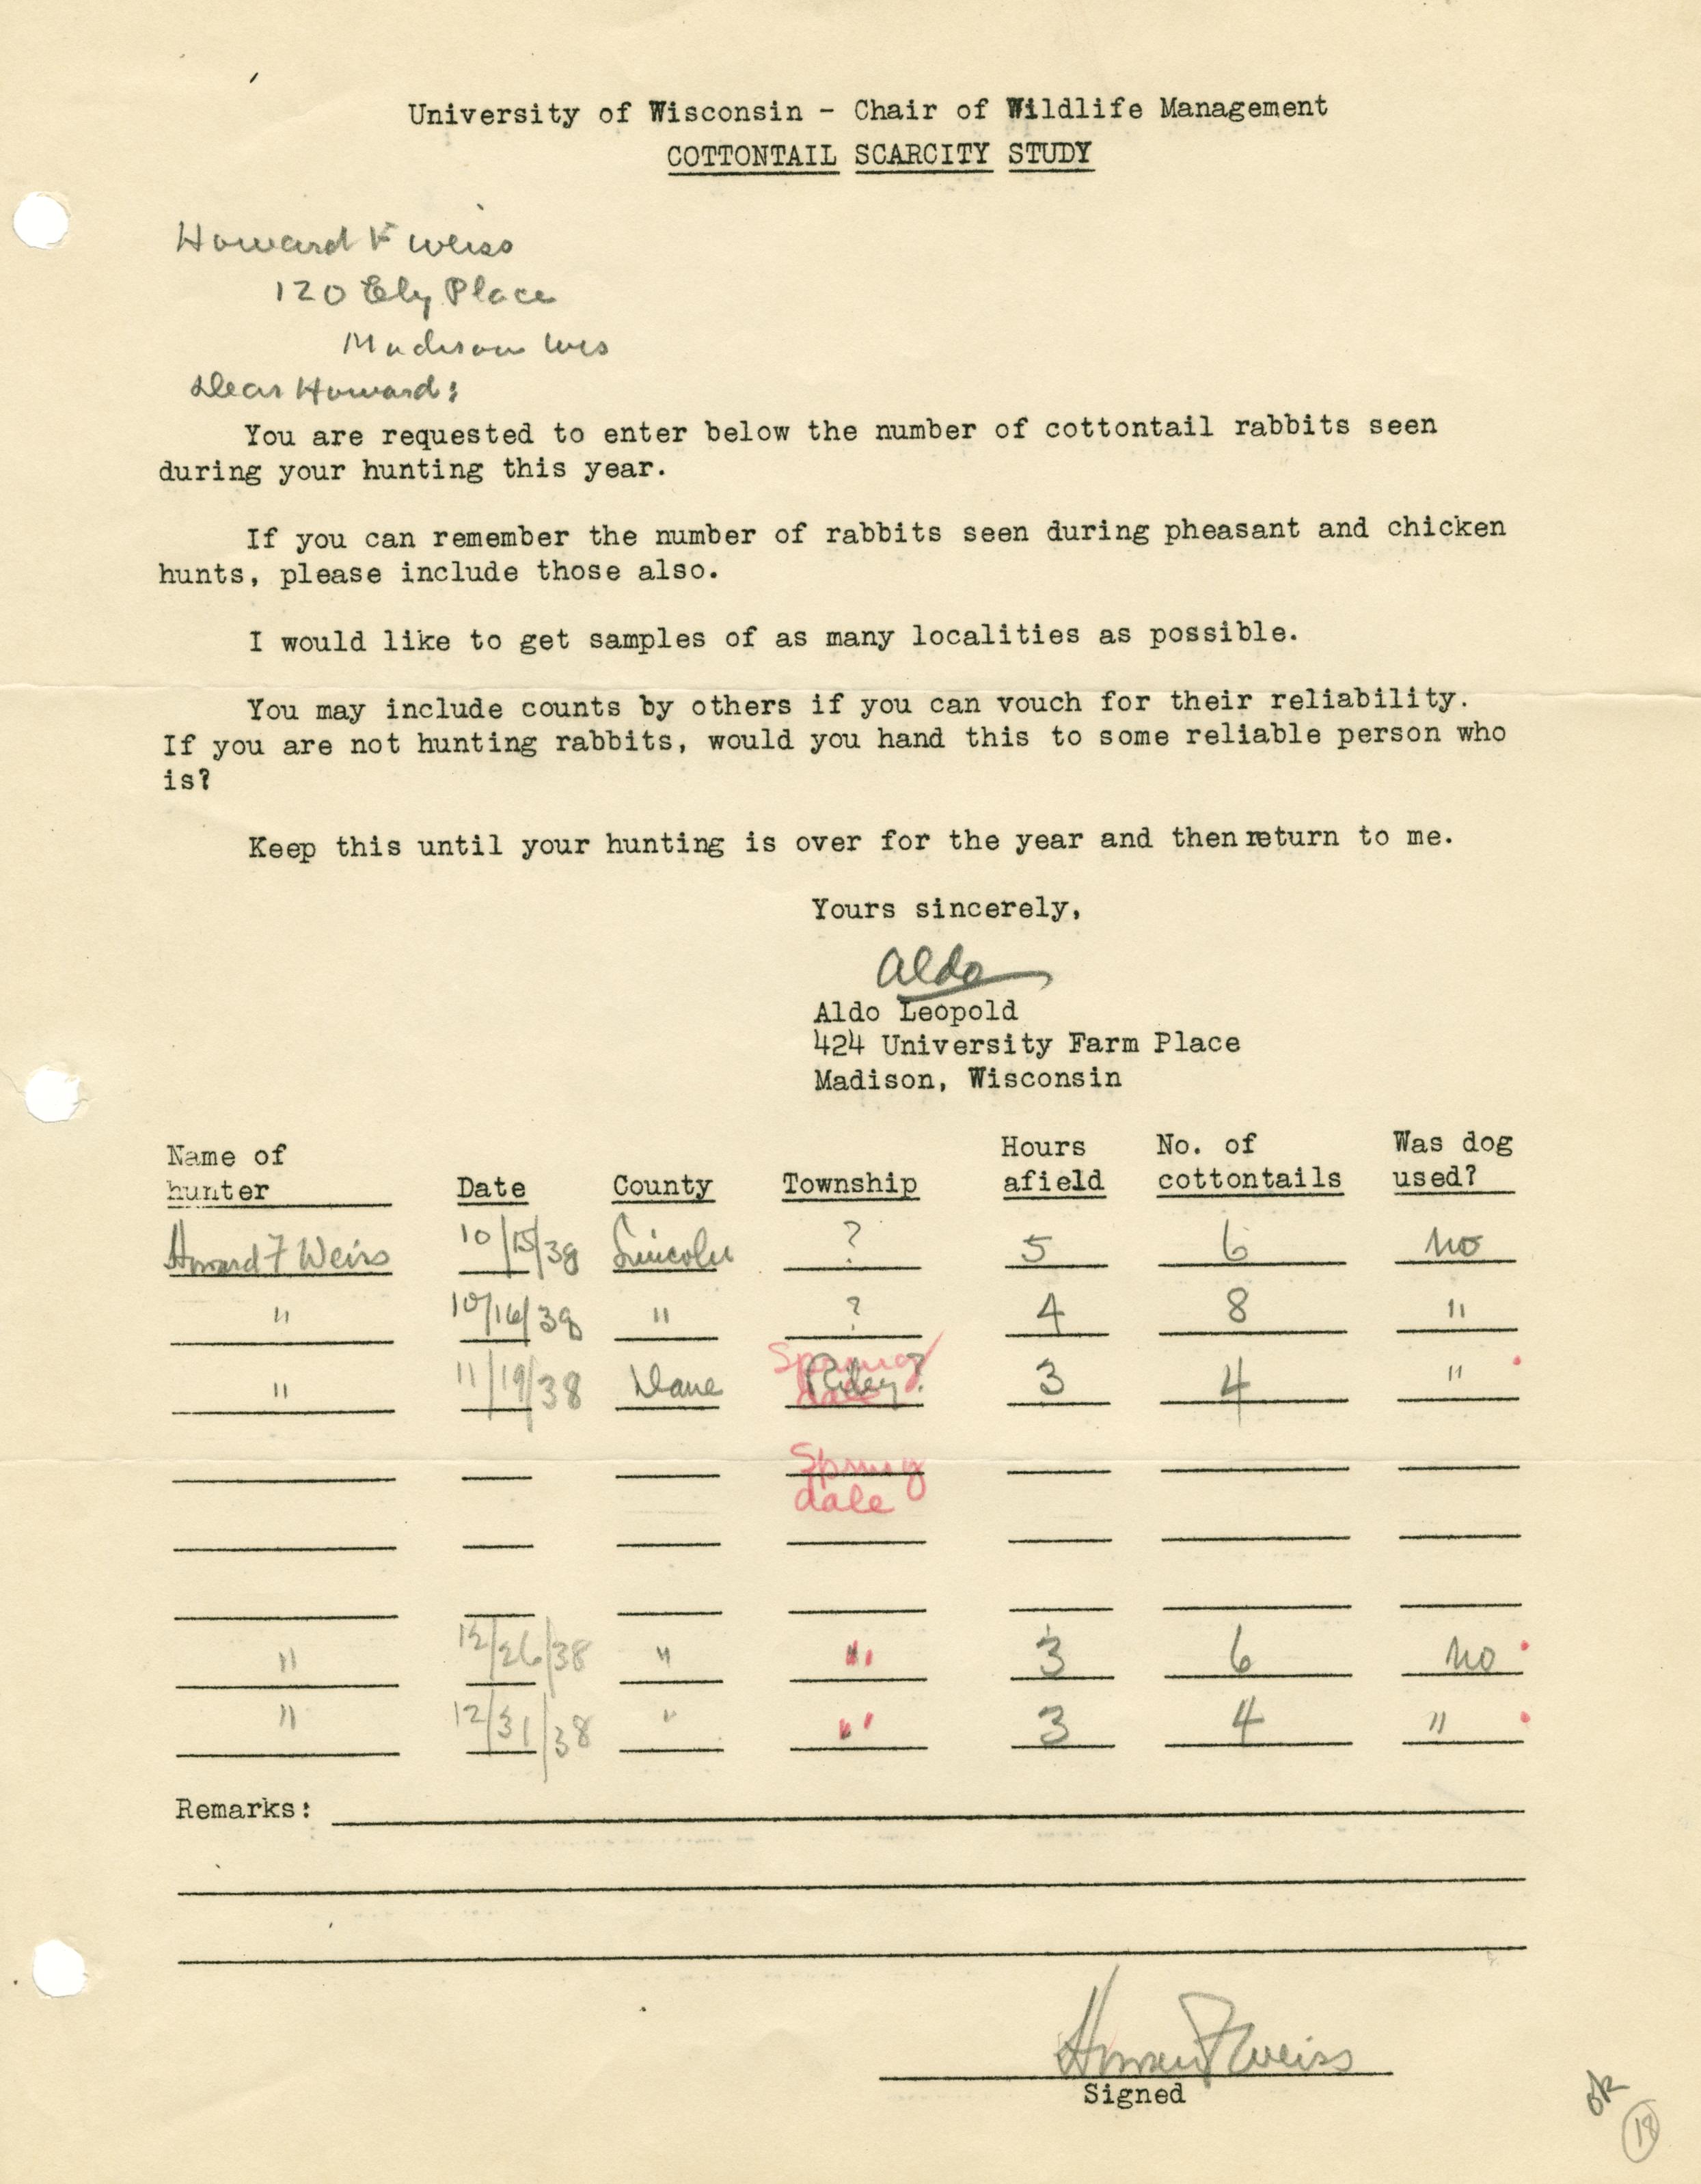 University of Wisconsin - Chair of Wildlife Management
COTTONTAIL SCARCITY STUDY
Howard F Weiss
120 Ely Place
Madison Wis
Dear Howard:
You are requested to enter below the number of cottontail rabbits seen
during your hunting this year.
If you can remember the number of rabbits seen during pheasant and chicken
hunts, please include those also.
I would like to get samples of as many localities as possible.
You may include counts by others if you can vouch for their reliability.
If you are not hunting rabbits, would you hand this to some reliable person who
is?
Keep this until your hunting is over for the year and then return to me.
Yours sincerely,
Aldo
Aldo Leopold
424 University Farm Place
Madison, Wisconsin
Name of hunter Date County Township Hours afield No. of cottontails Was dog used?
Howard F Weiss 10/15/38 Lincoln ? 5 6 no
" 10/16/38 " ? 4 8 "
" 11/19/38 Dane Riley? Springdale 3 4 "
Spring
dale
" 12/26/38 " " 3 6 no
" 12/31/38 " " 3 4 "
Remarks:
Howard F Weiss
Signed
OK
18